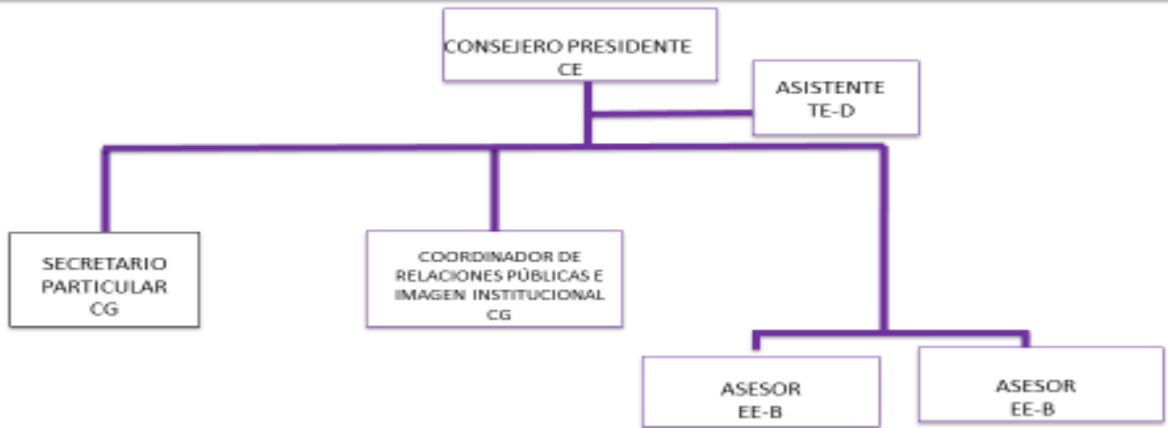 CONSEJERO PRESIDENTE
CE
ASISTENTE
TE-D
SECRETARIO
PARTICULAR
CG
COORDINADOR DE
RELACIONES PÚBLICAS E
IMAGEN INSTITUCIONAL
CG
ASESOR
EE-B
ASESOR
EE-B